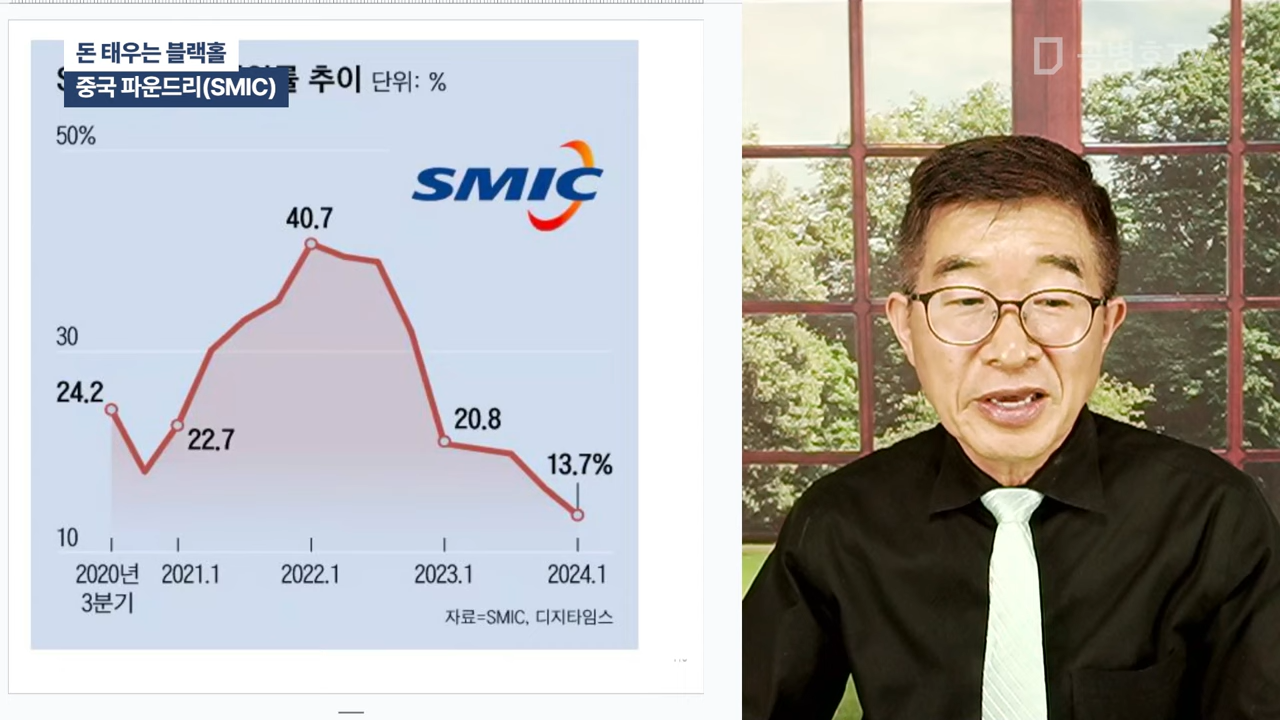 돈 태우는 블랙홀
중국 파운드리(SMIC)
추이 단위: %
50%
SMIC
40.7
30
24.2
22.7
20.8
13.7%
10
2020년 2021.1 2022.1 2023.1 2024.1
3분기
자료=SMIC, 디지타임스